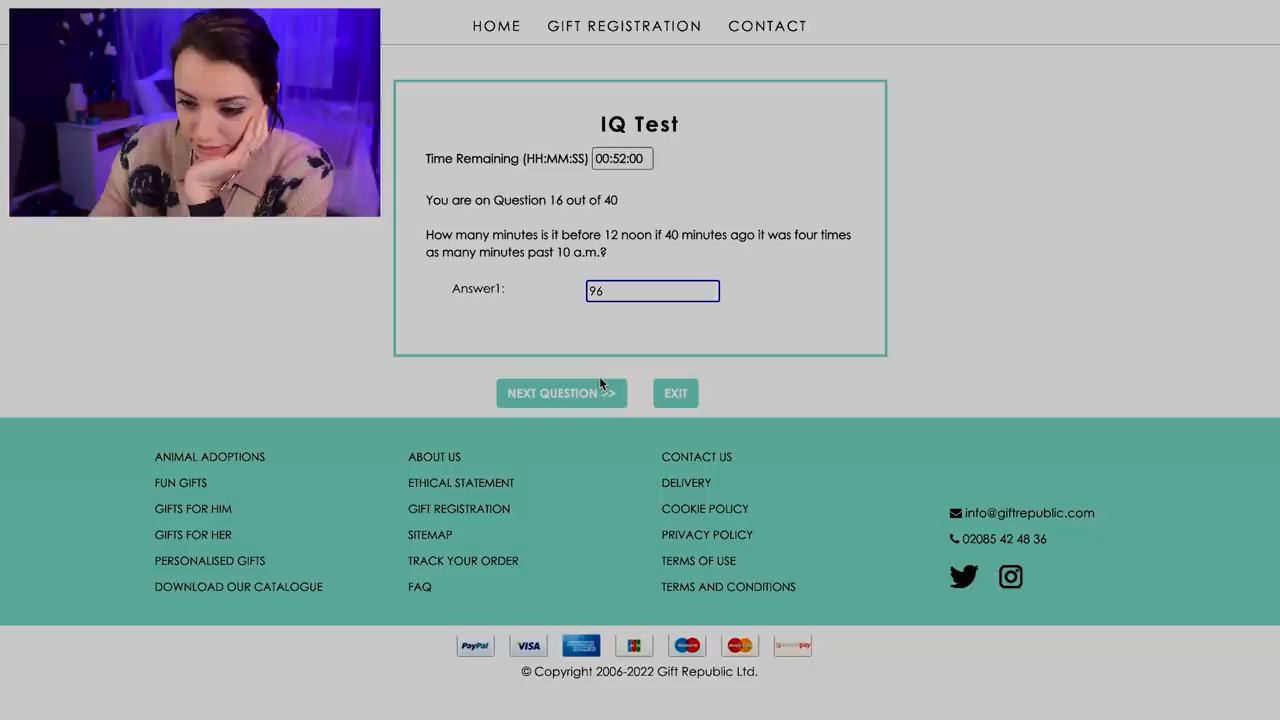 HOME GIFT REGISTRATION CONTACT
IQ Test
Time Remaining (HH:MM:SS) 00:52:00
You are on Question 16 out of 40
How many minutes is it before 12 noon if 40 minutes ago it was four times
as many minutes past 10 a.m.?
Answer1: 96
NEXT QUESTION >> EXIT
ANIMAL ADOPTIONS
FUN GIFTS
GIFTS FOR HIM
GIFTS FOR HER
PERSONALISED GIFTS
DOWNLOAD OUR CATALOGUE
ABOUT US
ETHICAL STATEMENT
GIFT REGISTRATION
SITEMAP
TRACK YOUR ORDER
FAQ
CONTACT US
DELIVERY
COOKIE POLICY
PRIVACY POLICY
TERMS OF USE
TERMS AND CONDITIONS
info@giftrepublic.com
02085 42 48 36
PayPal VISA
© Copyright 2006-2022 Gift Republic Ltd.